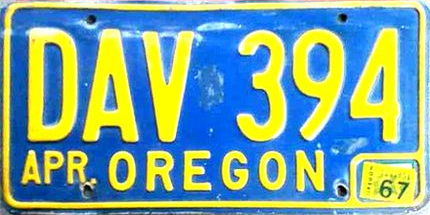 DAV 394
APR. OREGON
67